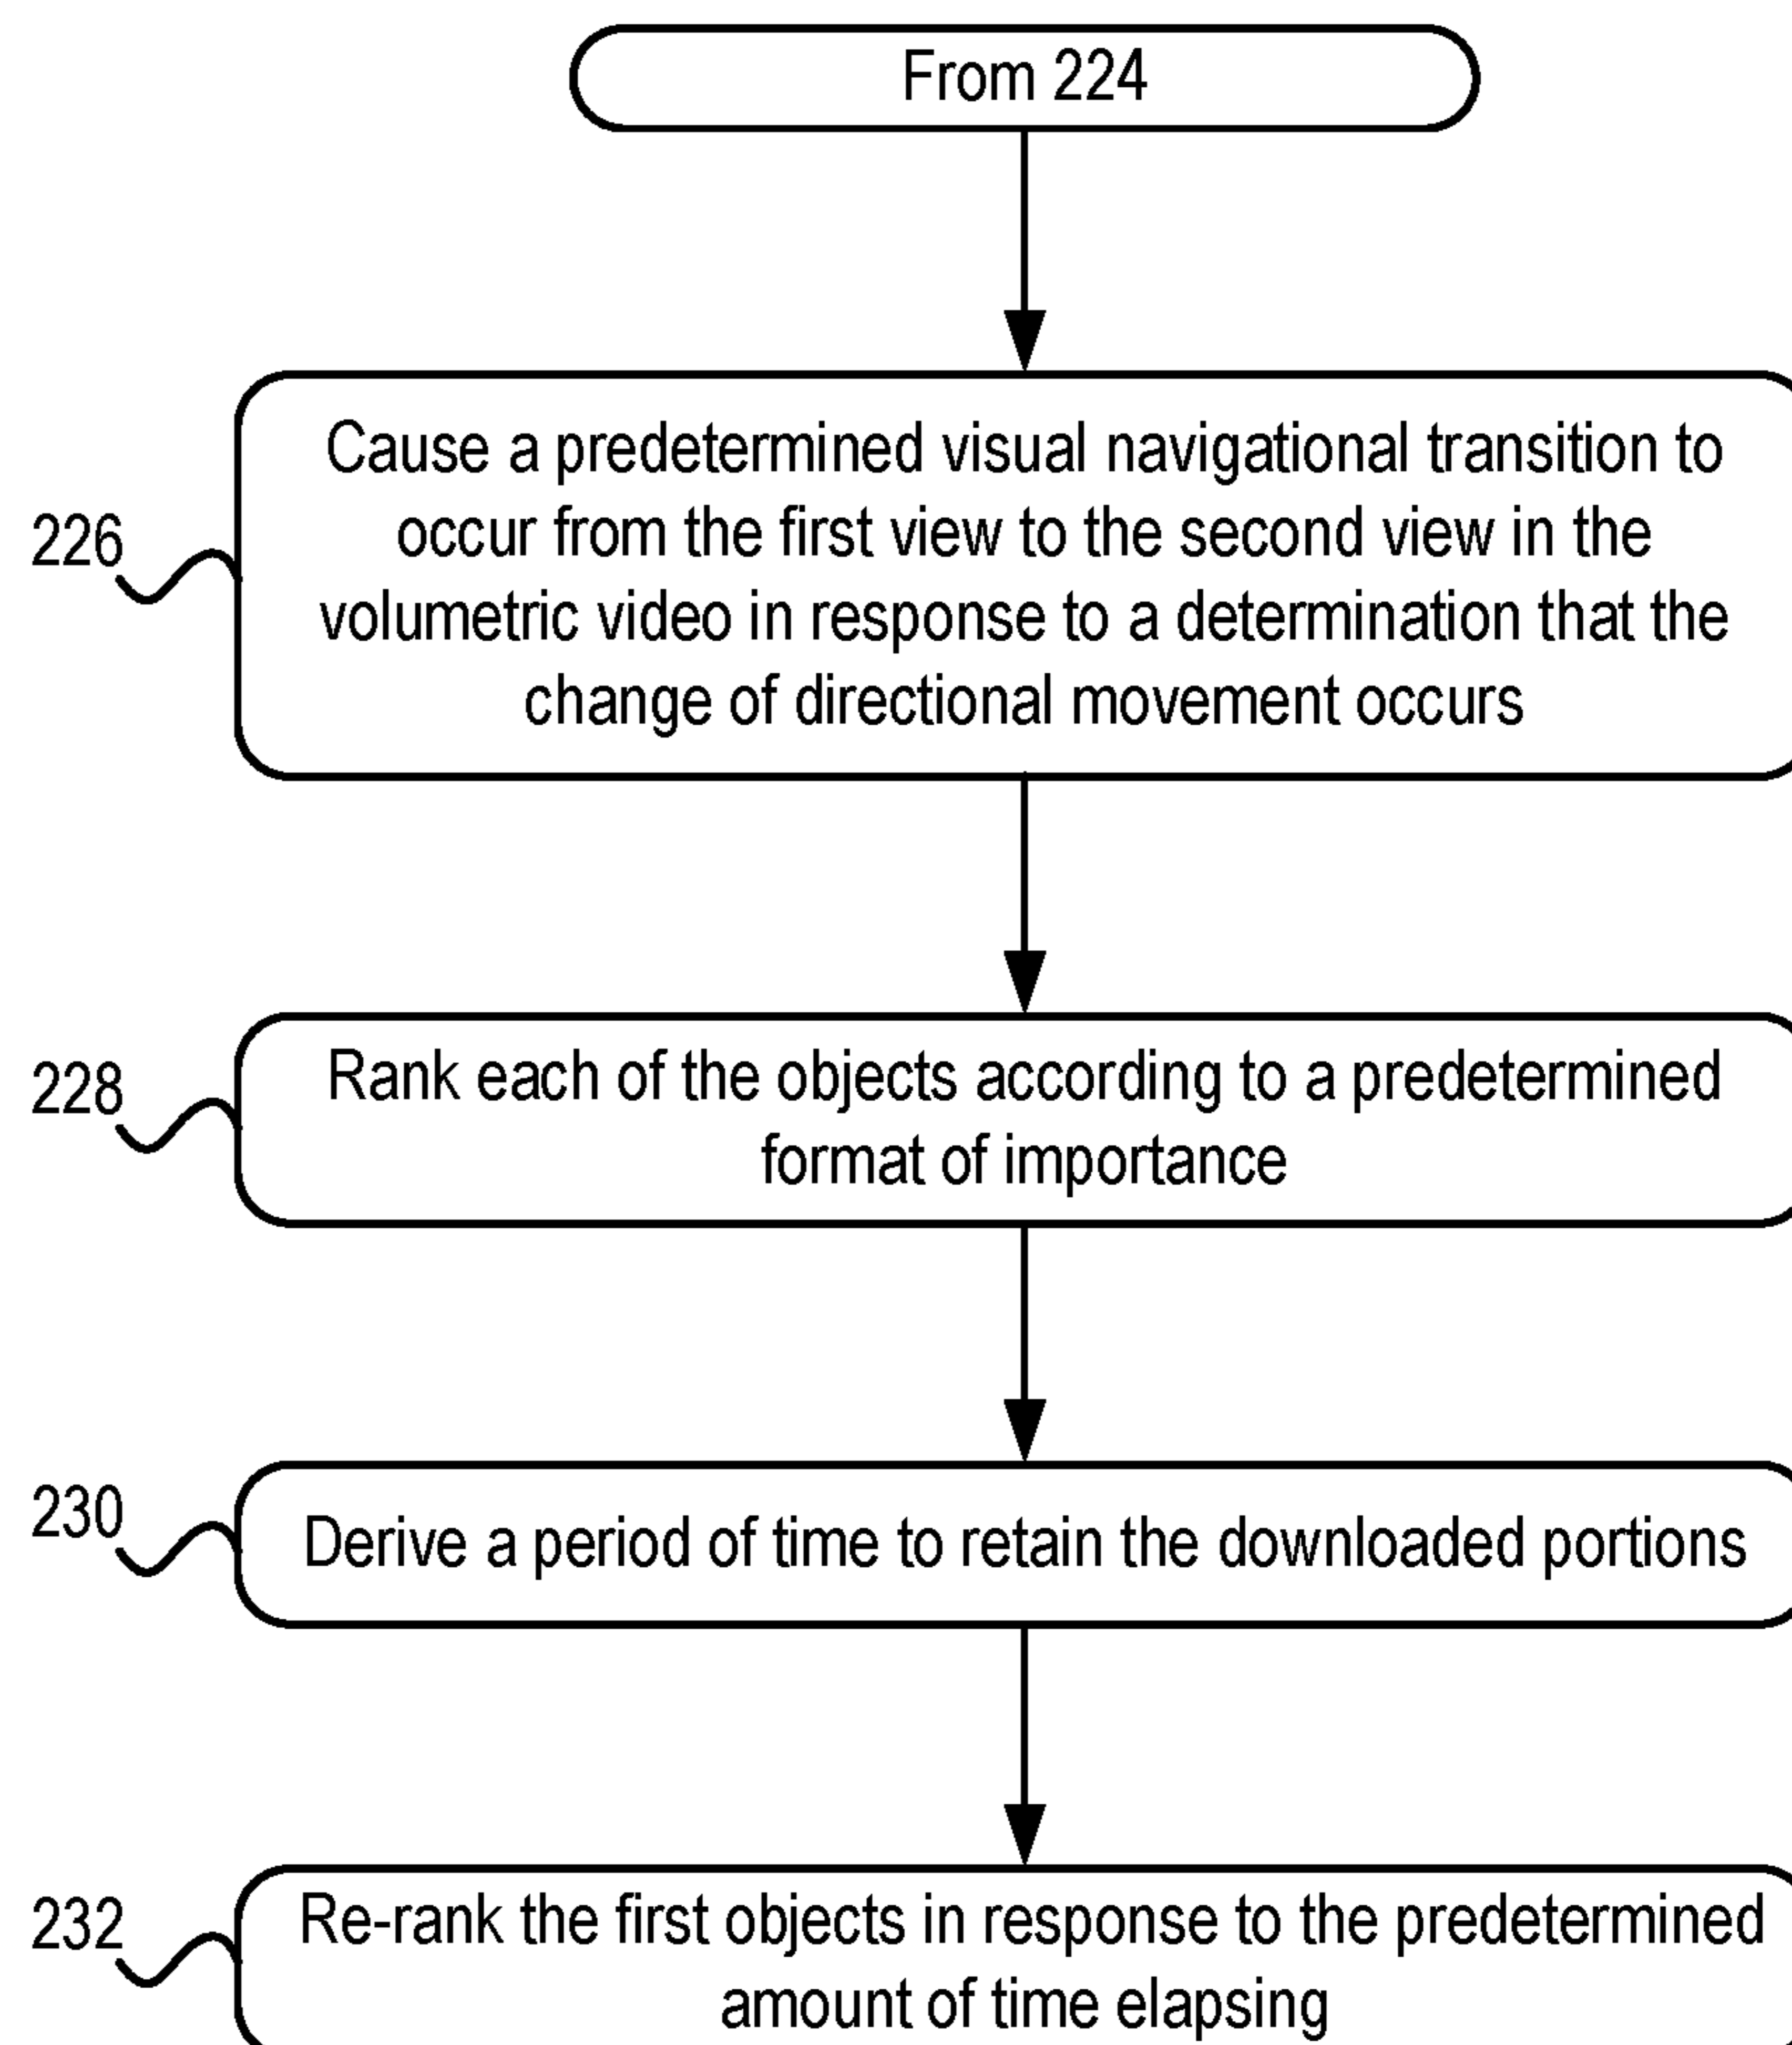 From 224
Cause a predetermined visual navigational transition to
occur from the first view to the second view in the
volumetric video in response to a determination that the
change of directional movement occurs
226
Rank each of the objects according to a predetermined
format of importance
228
Derive a period of time to retain the downloaded portions
230
Re-rank the first objects in response to the predetermined
amount of time elapsing
232